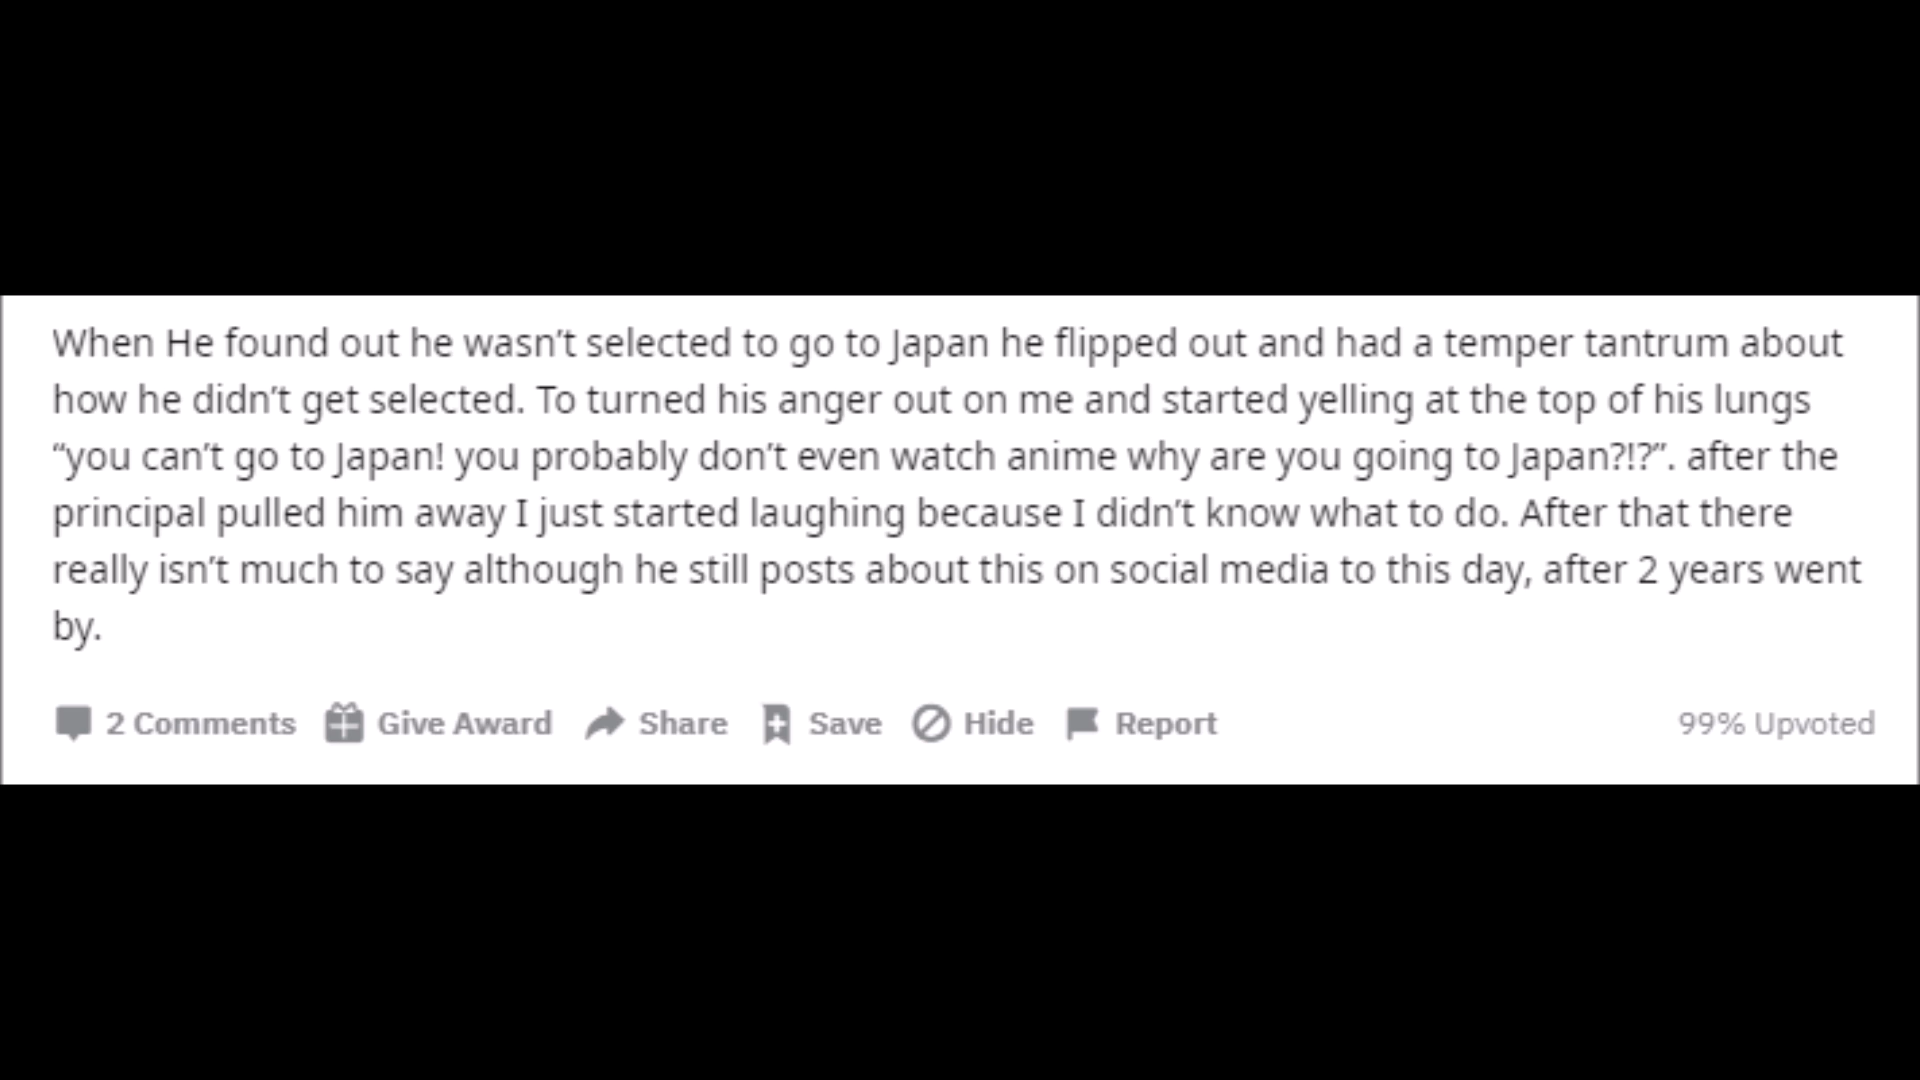 When He found out he wasn’t selected to go to Japan he flipped out and had a temper tantrum about
how he didn’t get selected. To turned his anger out on me and started yelling at the top of his lungs
“you can’t go to Japan! you probably don’t even watch anime why are you going to Japan?!?”. after the
principal pulled him away I just started laughing because I didn’t know what to do. After that there
really isn’t much to say although he still posts about this on social media to this day, after 2 years went
by.
2 Comments Give Award Share Save Hide Report 99% Upvoted